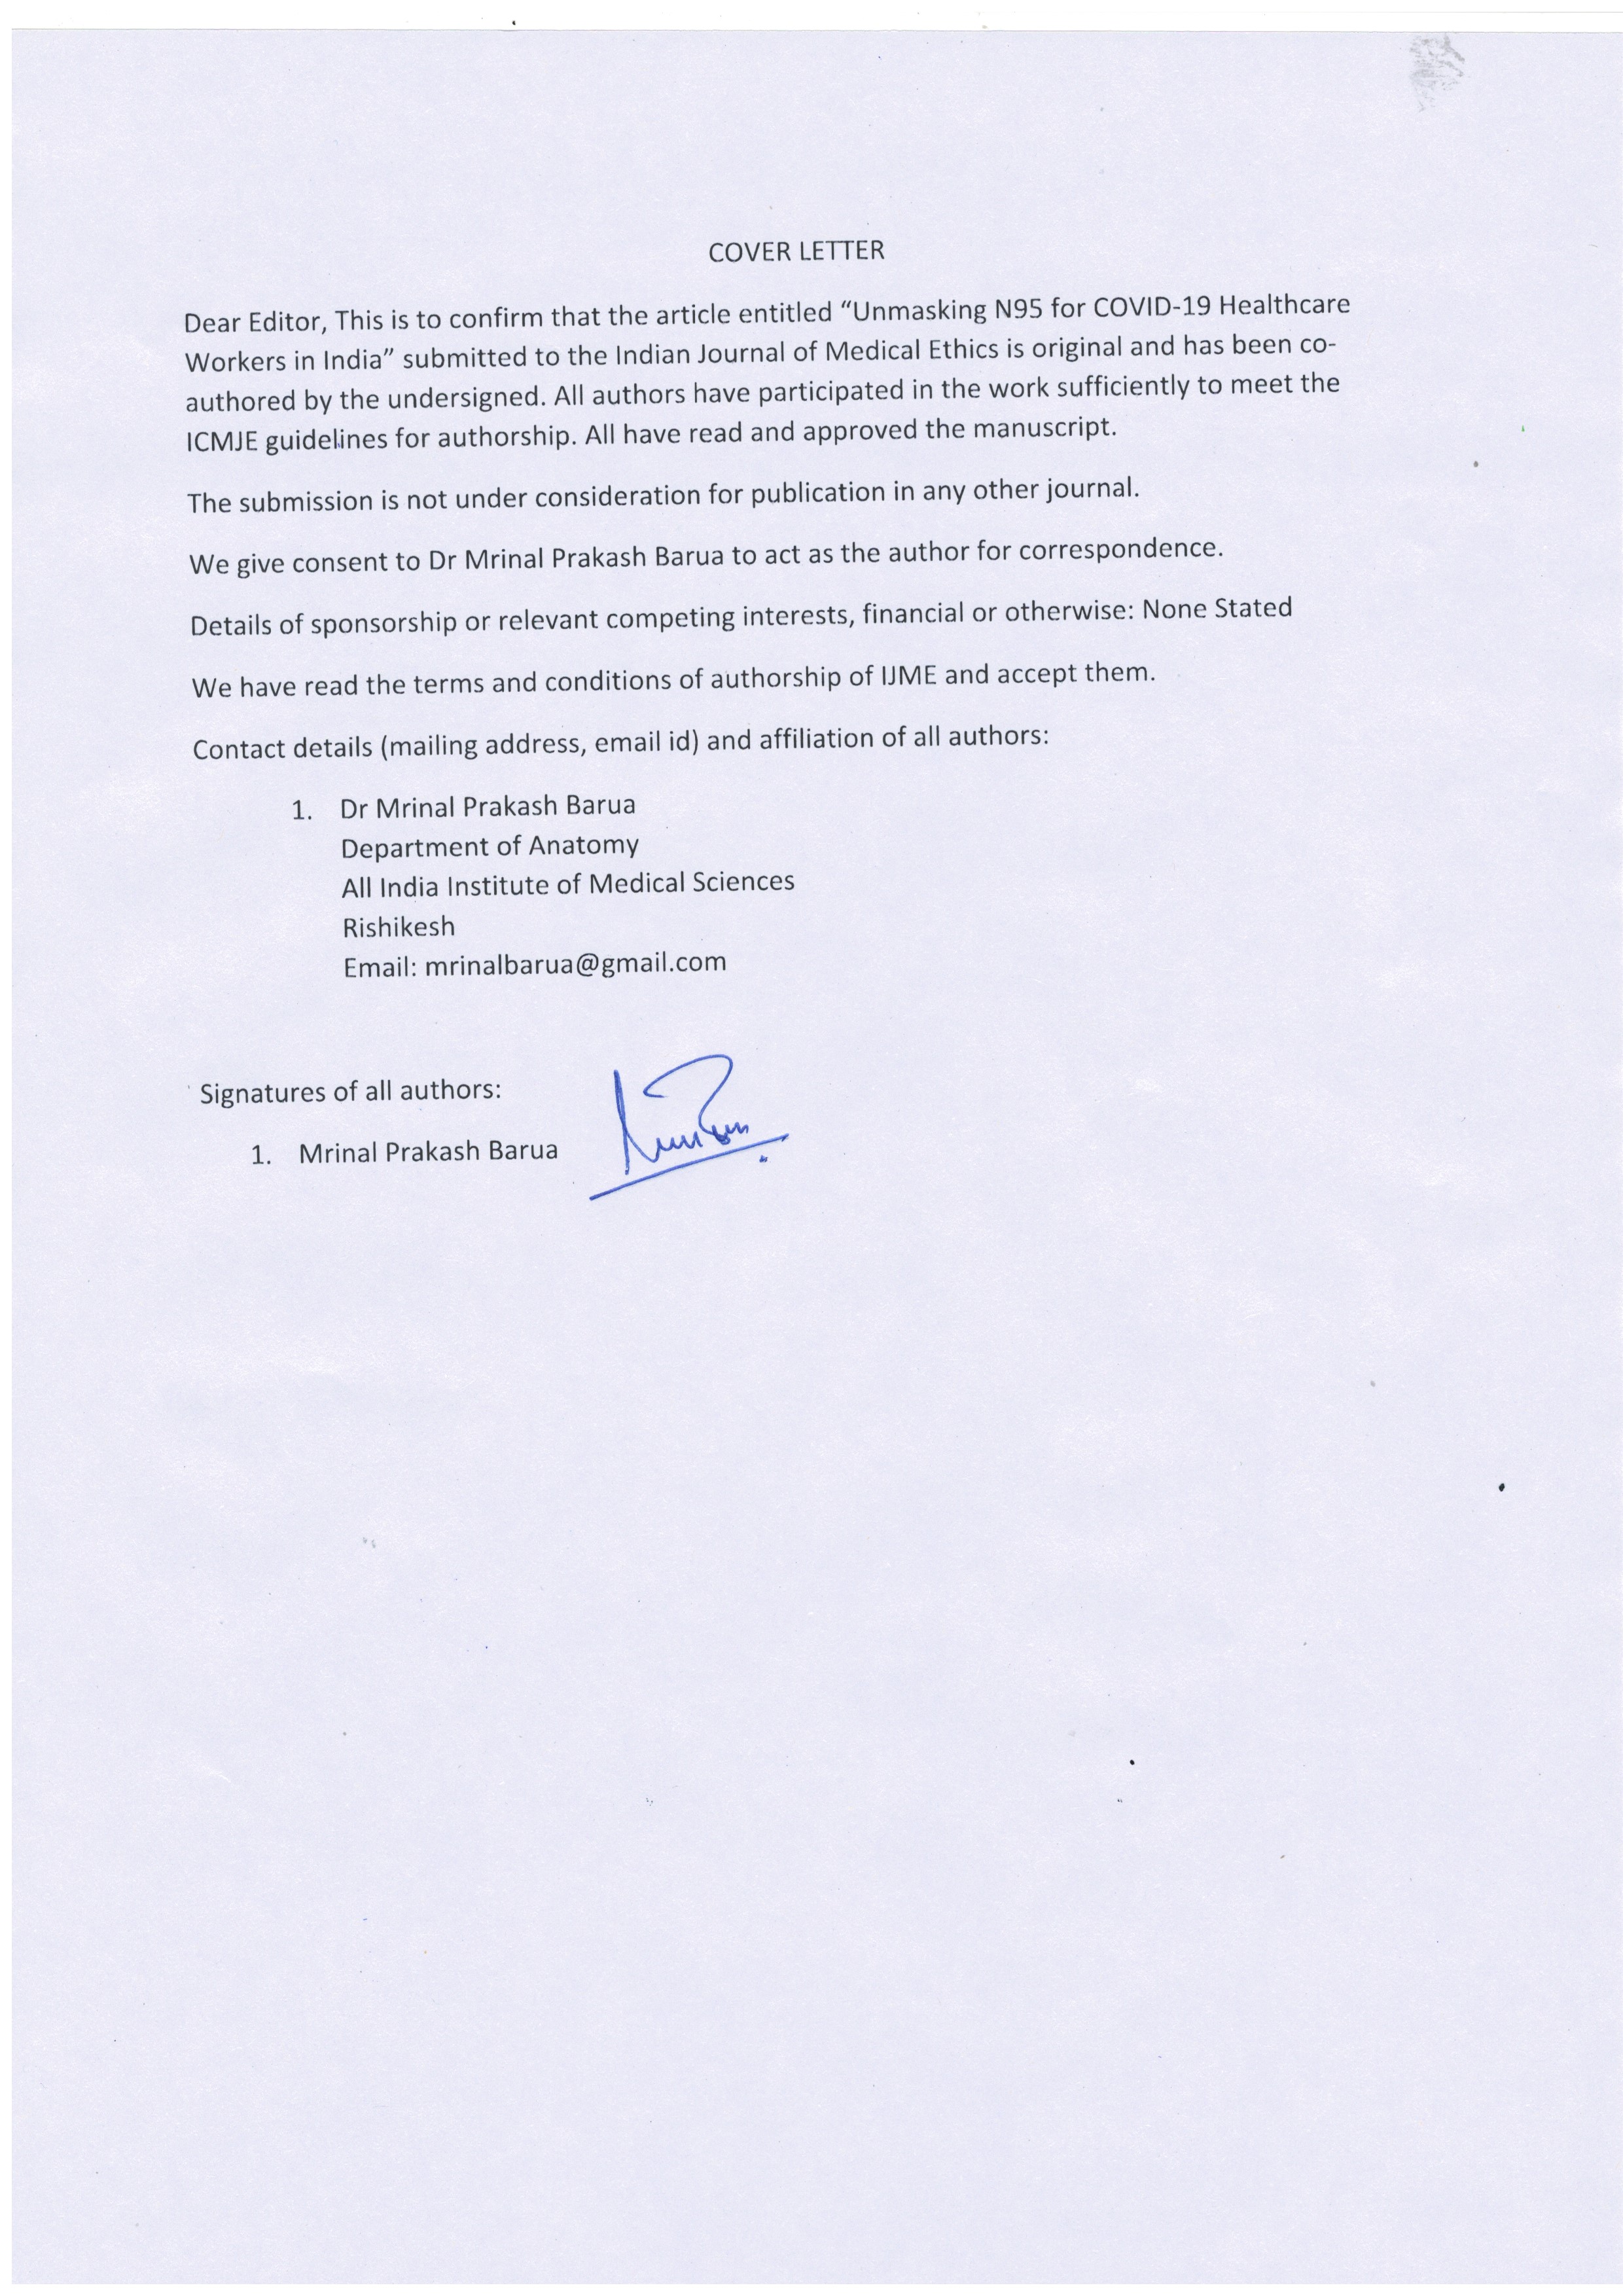 COVER LETTER
Dear Editor, This is to confirm that the article entitled “Unmasking N95 for COVID-19 Healthcare
Workers in India” submitted to the Indian Journal of Medical Ethics is original and has been co-
authored by the undersigned. All authors have participated in the work sufficiently to meet the
ICMJE guidelines for authorship. All have read and approved the manuscript.
The submission is not under consideration for publication in any other journal.
We give consent to Dr Mrinal Prakash Barua to act as the author for correspondence.
Details of sponsorship or relevant competing interests, financial or otherwise: None Stated
We have read the terms and conditions of authorship of IJME and accept them.
Contact details (mailing address, email id) and affiliation of all authors:
1. Dr Mrinal Prakash Barua
Department of Anatomy
All India Institute of Medical Sciences
Rishikesh
Email: mrinalbarua@gmail.com
Signatures of all authors:
1. Mrinal Prakash Barua